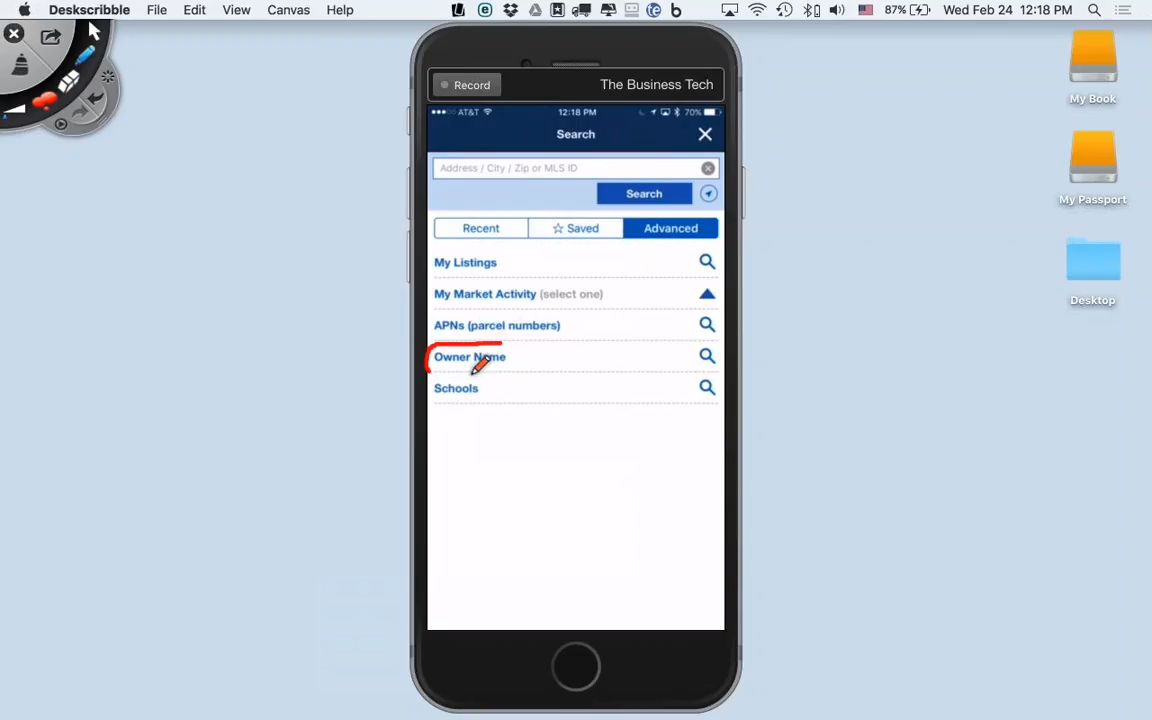 Deskscribble File Edit View Canvas Help 87% Wed Feb 24 12:18 PM
My Book
My Passport
Desktop
Record The Business Tech
AT&T 12:18 PM 70%
Search
Address / City / Zip or MLS ID
Search
Recent Saved Advanced
My Listings
My Market Activity (select one)
APNs (parcel numbers)
Owner Name
Schools